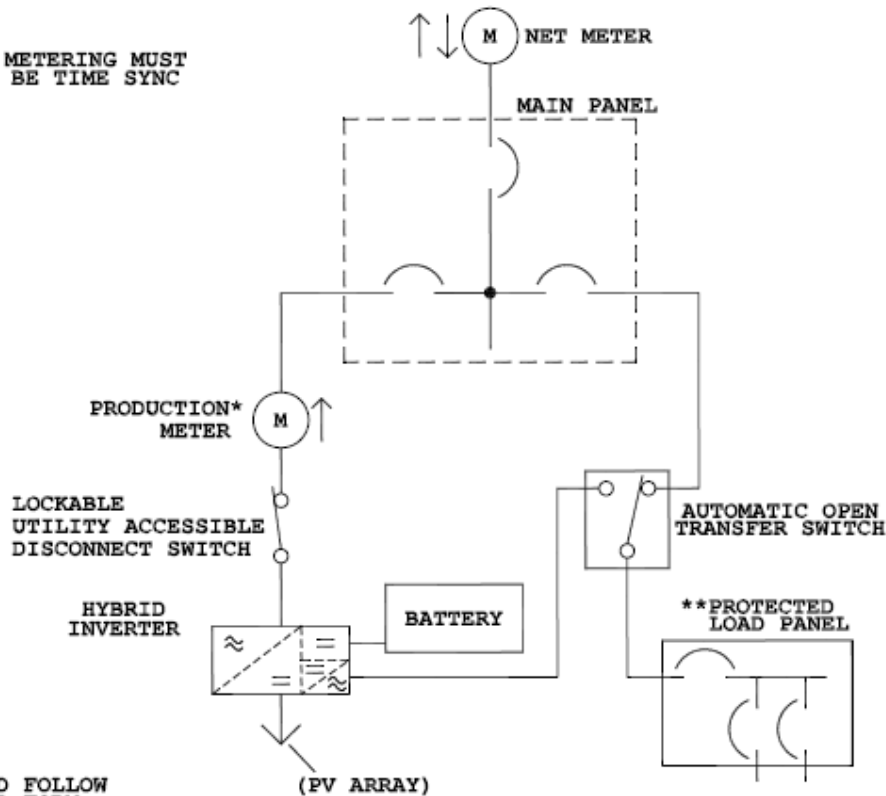 METERING MUST
BE TIME SYNC
M
NET METER
MAIN PANEL
PRODUCTION*
METER
M
LOCKABLE
UTILITY ACCESSIBLE
DISCONNECT SWITCH
AUTOMATIC OPEN
TRANSFER SWITCH
HYBRID
INVERTER
BATTERY
**PROTECTED
LOAD PANEL
FOLLOW
(PV ARRAY)